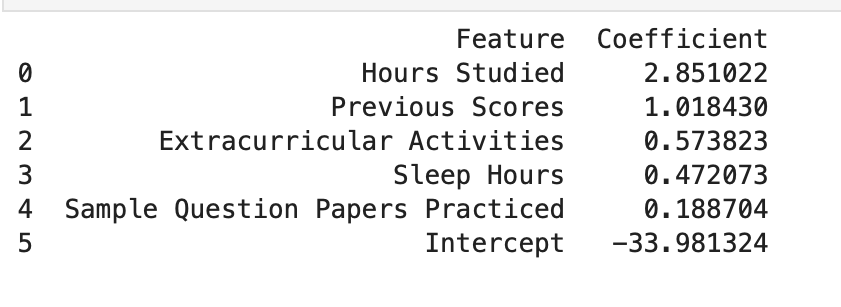 Feature Coefficient
0 Hours Studied 2.851022
1 Previous Scores 1.018430
2 Extracurricular Activities 0.573823
3 Sleep Hours 0.472073
4 Sample Question Papers Practiced 0.188704
5 Intercept -33.981324